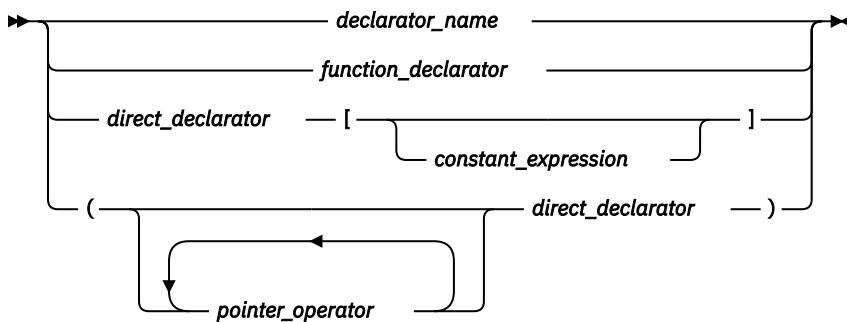 declarator_name
function_declarator
direct_declarator [ ]
constant_expression
( direct_declarator )
pointer_operator